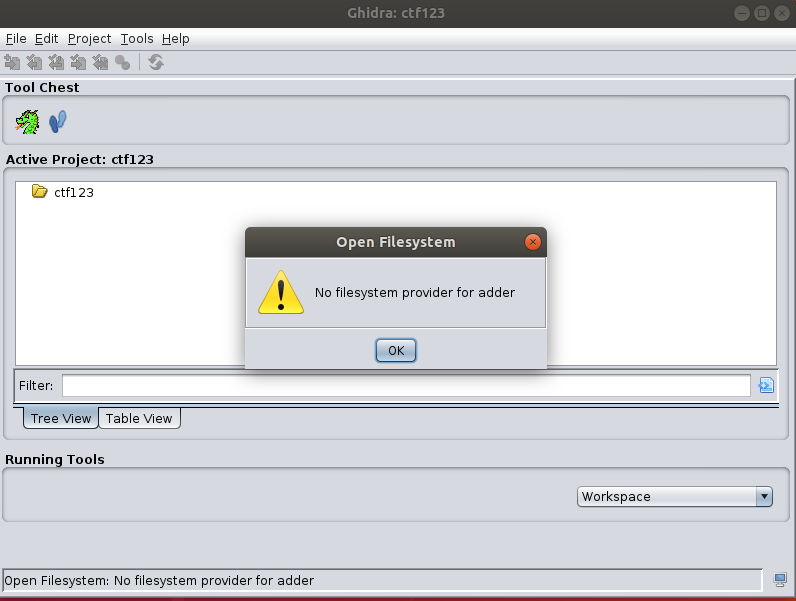 Ghidra: ctf123
File Edit Project Tools Help
Tool Chest
Active Project: ctf123
ctf123
Open Filesystem
No filesystem provider for adder
OK
Filter:
Tree View Table View
Running Tools
Workspace
Open Filesystem: No filesystem provider for adder